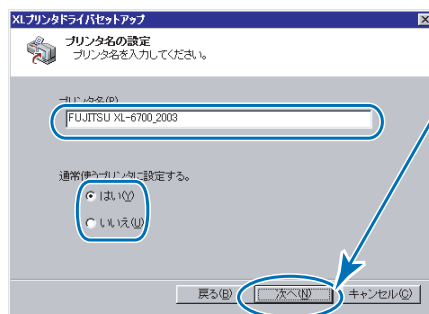 XLプリンタドライバセットアップ
プリンタ名の設定
プリンタ名を入力してください。
プリンタ名(P)
FUJITSU XL-6700_2003
通常使うプリンタに設定する。
はい(Y)
いいえ(U)
戻る(B) 次へ(N) キャンセル(C)